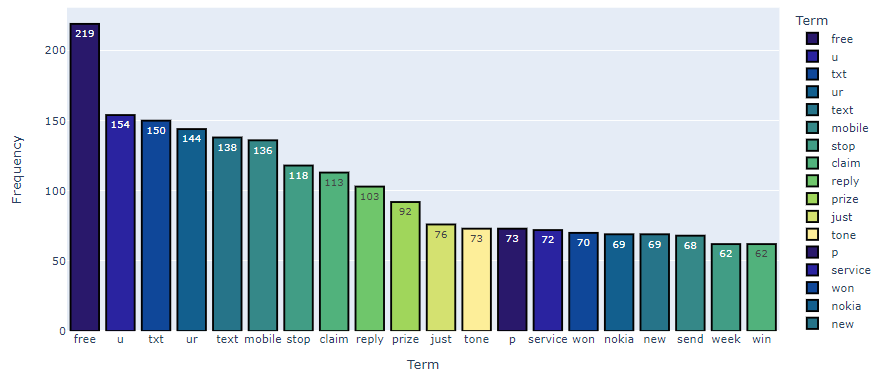 Term
free
u
txt
ur
text
mobile
stop
claim
reply
prize
just
tone
p
service
won
nokia
new
219
154
150
144
138
136
118
113
103
92
76
73
73
72
70
69
69
68
62
62
200
150
100
50
0
Frequency
free u txt ur text mobile stop claim reply prize just tone p service won nokia new send week win
Term